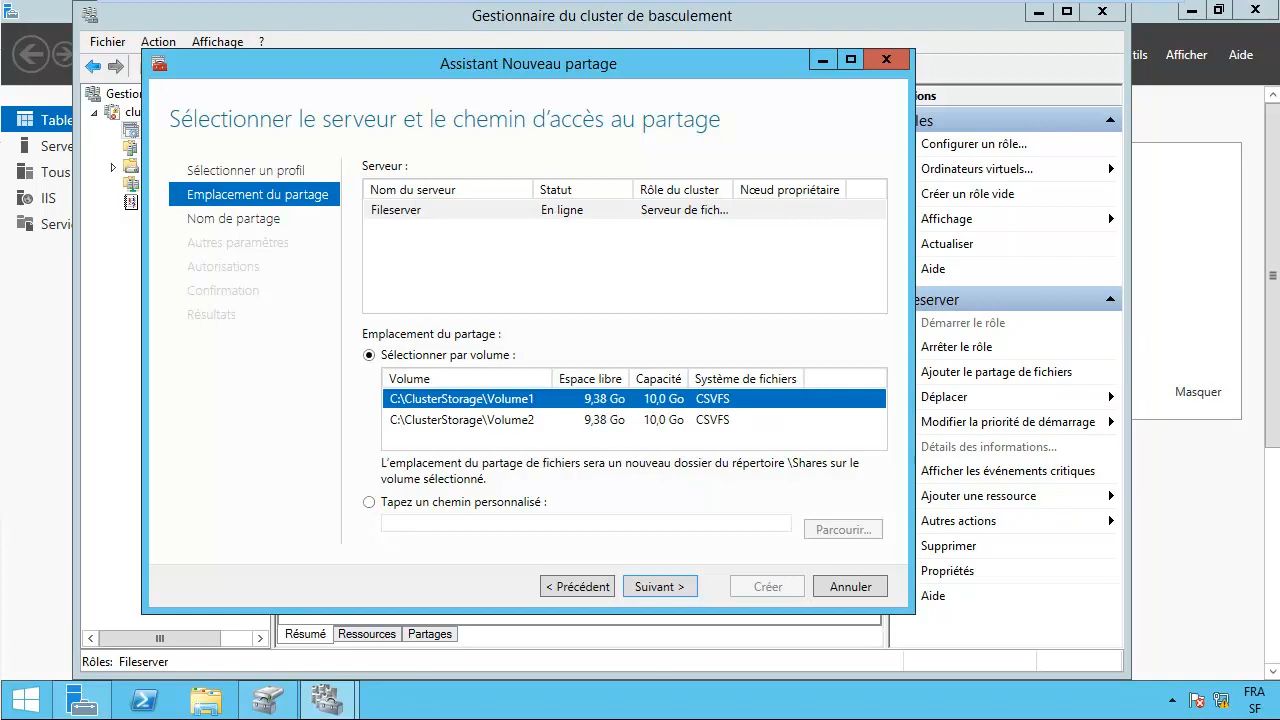 Gestionnaire du cluster de basculement
Fichier Action Affichage ?
tils Afficher Aide
Assistant Nouveau partage
Gestion
clu
Table
Serve
Tous
IIS
Servic
Sélectionner le serveur et le chemin d'accès au partage
Sélectionner un profil
Emplacement du partage
Nom de partage
Autres paramètres
Autorisations
Confirmation
Résultats
Serveur :
Nom du serveur Statut Rôle du cluster Nœud propriétaire
Fileserver En ligne Serveur de fich...
Emplacement du partage :
Sélectionner par volume :
Volume Espace libre Capacité Système de fichiers
C:\ClusterStorage\Volume1 9,38 Go 10,0 Go CSVFS
C:\ClusterStorage\Volume2 9,38 Go 10,0 Go CSVFS
L'emplacement du partage de fichiers sera un nouveau dossier du répertoire \Shares sur le
volume sélectionné.
Tapez un chemin personnalisé :
Parcourir...
< Précédent Suivant > Créer Annuler
ons
les
Configurer un rôle...
Ordinateurs virtuels...
Créer un rôle vide
Affichage
Actualiser
Aide
eserver
Démarrer le rôle
Arrêter le rôle
Ajouter le partage de fichiers
Déplacer
Modifier la priorité de démarrage
Détails des informations...
Afficher les événements critiques
Ajouter une ressource
Autres actions
Supprimer
Propriétés
Aide
Masquer
Résumé Ressources Partages
Rôles: Fileserver
FRA
SF